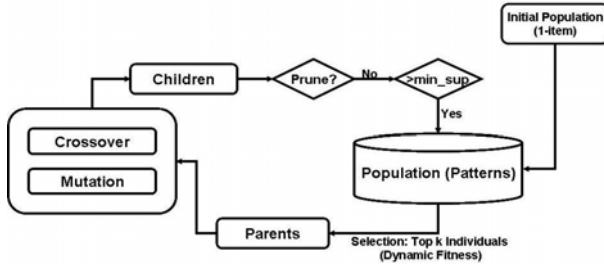 Initial Population
(1-item)
Children
Prune?
No
>min_sup
Yes
Crossover
Mutation
Population (Patterns)
Parents
Selection: Top k Individuals
(Dynamic Fitness)